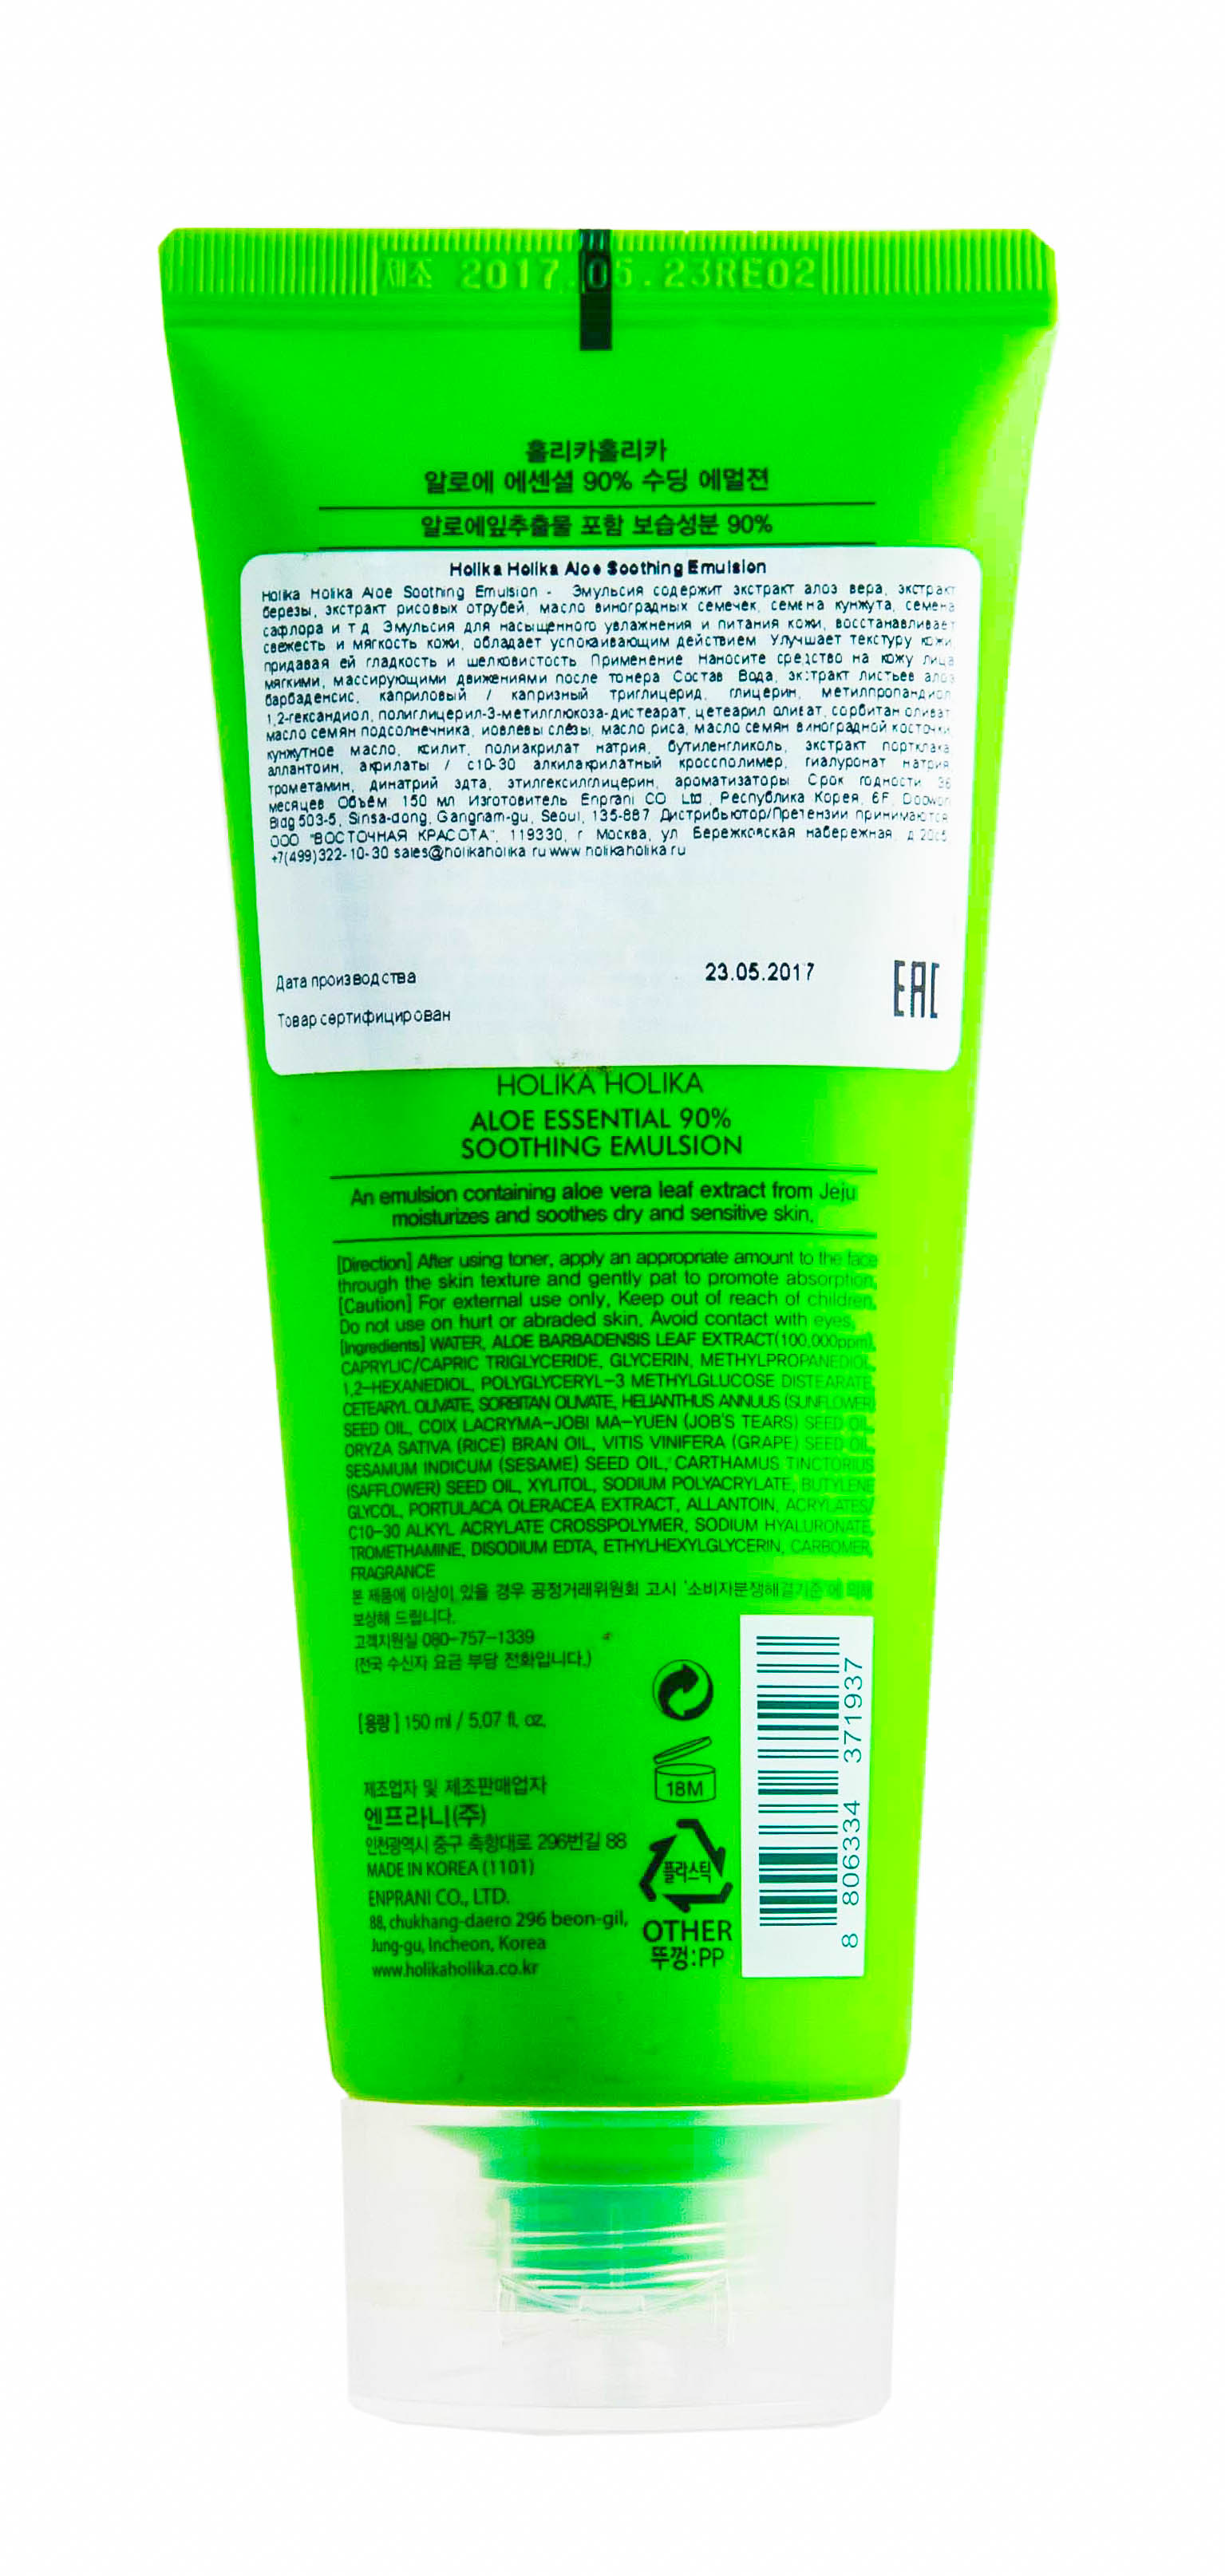 제조 2017.05.23RE02
홀리카홀리카
알로에 에센셜 90% 수딩 에멀젼
알로에잎추출물 포함 보습성분 90%
Holika Holika Aloe Soothing Emulsion
Holika Holika Aloe Soothing Emulsion - Эмульсия содержит экстракт алоэ вера, экстракт
березы, экстракт рисовых отрубей, масло виноградных семечек, семена кунжута, семена
сафлора и т д Эмульсия для насыщенного увлажнения и питания кожи, восстанавливает
свежесть и мягкость кожи, обладает успокаивающим действием Улучшает текстуру кожи,
придавая ей гладкость и шелковистость Применение Наносите средство на кожу лица
мягкими, массирующими движениями после тонера Состав Вода, экстракт листьев алоэ
барбаденсис, каприловый / капризный триглицерид, глицерин, метилпропандиол
1,2-гександиол, полиглицерил-3-метилглюкоза-дистеарат, цетеарил оливат, сорбитан оливат
масло семян подсолнечника, иовлевы слёзы, масло риса, масло семян виноградной косточки,
кунжутное масло, ксилит, полиакрилат натрия, бутиленгликоль, экстракт портклака
аллантоин, акрилаты / с10-30 алкилакрилатный кроссполимер, гиалуронат натрия
трометамин, динатрий эдта, этилгексилглицерин, ароматизаторы Срок годности 36
месяцев Объём 150 мл Изготовитель Enprani CO Ltd, Республика Корея, 6F, Dobwon
Bldg 503-5, Sinsa-dong, Gangnam-gu, Seoul, 135-887 Дистрибьютор/Претензии принимаются
ООО "ВОСТОЧНАЯ КРАСОТА", 119330, г Москва, ул Бережковская набережная, д
+7(499)322-10-30 sales@holikaholika ru www holikaholika ru
Дата производства 23.05.2017 EAC
Товар сертифицирован
HOLIKA HOLIKA
ALOE ESSENTIAL 90%
SOOTHING EMULSION
An emulsion containing aloe vera leaf extract from Jeju
moisturizes and soothes dry and sensitive skin.
[Direction] After using toner, apply an appropriate amount to the face
through the skin texture and gently pat to promote absorption.
[Caution] For external use only. Keep out of reach of children.
Do not use on hurt or abraded skin. Avoid contact with eyes.
[Ingredients] WATER, ALOE BARBADENSIS LEAF EXTRACT(100,000ppm),
CAPRYLIC/CAPRIC TRIGLYCERIDE, GLYCERIN, METHYLPROPANEDIOL,
1,2-HEXANEDIOL, POLYGLYCERYL-3 METHYLGLUCOSE DISTEARATE,
CETEARYL OLIVATE, SORBITAN OLIVATE, HELIANTHUS ANNUUS (SUNFLOWER)
SEED OIL, COIX LACRYMA-JOBI MA-YUEN (JOB'S TEARS) SEED OIL,
ORYZA SATIVA (RICE) BRAN OIL, VITIS VINIFERA (GRAPE) SEED OIL,
SESAMUM INDICUM (SESAME) SEED OIL, CARTHAMUS TINCTORIUS
(SAFFLOWER) SEED OIL, XYLITOL, SODIUM POLYACRYLATE, BUTYLENE
GLYCOL, PORTULACA OLERACEA EXTRACT, ALLANTOIN, ACRYLATES/
C10-30 ALKYL ACRYLATE CROSSPOLYMER, SODIUM HYALURONATE,
TROMETHAMINE, DISODIUM EDTA, ETHYLHEXYLGLYCERIN, CARBOMER,
FRAGRANCE
본 제품에 이상이 있을 경우 공정거래위원회 고시 '소비자분쟁해결기준'에 의해
보상해 드립니다.
고객지원실 080-757-1339
(전국 수신자 요금 부담 전화입니다.)
[용량] 150 ml / 5.07 fl. oz.
18M
제조업자 및 제조판매업자
엔프라니(주)
인천광역시 중구 축항대로 296번길 88
MADE IN KOREA (1101)
ENPRANI CO., LTD.
88, chukhang-daero 296 beon-gil,
Jung-gu, Incheon, Korea
www.holikaholika.co.kr
플라스틱
OTHER
뚜껑:PP
8 806334 371937